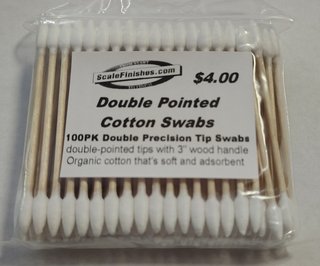 ScaleFinishes.com
$4.00
Double Pointed
Cotton Swabs
100PK Double Precision Tip Swabs
double-pointed tips with 3" wood handle
Organic cotton that's soft and adsorbent